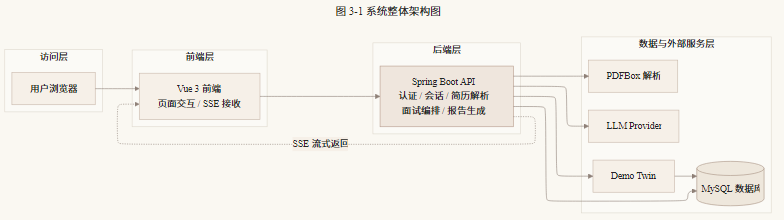 图 3-1 系统整体架构图
访问层
用户浏览器
前端层
Vue 3 前端
页面交互 / SSE 接收
后端层
Spring Boot API
认证 / 会话 / 简历解析
面试编排 / 报告生成
SSE 流式返回
数据与外部服务层
PDFBox 解析
LLM Provider
Demo Twin
MySQL 数据库